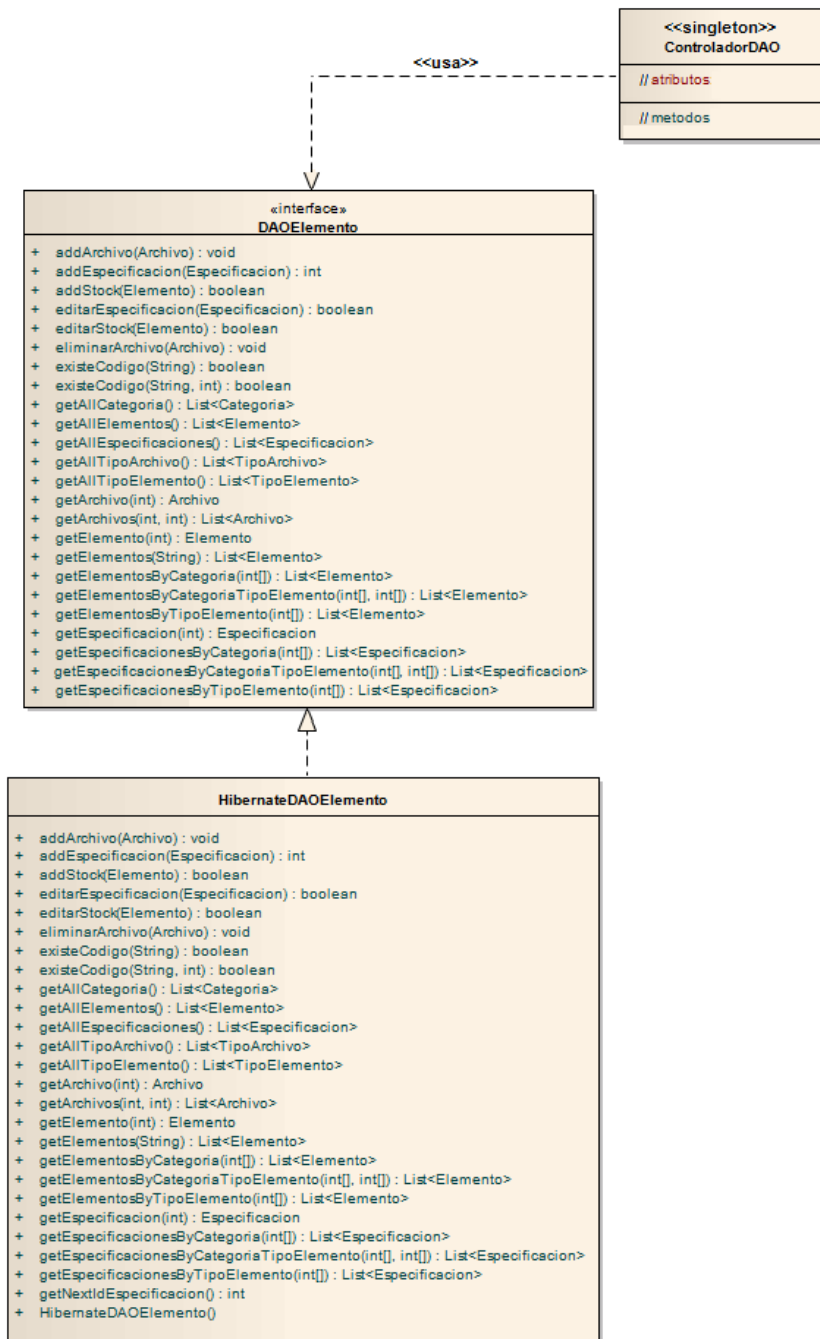 <<singleton>>
ControladorDAO
// atributos
// metodos
<<usa>>
«interface»
DAOElemento
+ addArchivo(Archivo) : void
+ addEspecificacion(Especificacion) : int
+ addStock(Elemento) : boolean
+ editarEspecificacion(Especificacion) : boolean
+ editarStock(Elemento) : boolean
+ eliminarArchivo(Archivo) : void
+ existeCodigo(String) : boolean
+ existeCodigo(String, int) : boolean
+ getAllCategoria() : List<Categoria>
+ getAllElementos() : List<Elemento>
+ getAllEspecificaciones() : List<Especificacion>
+ getAllTipoArchivo() : List<TipoArchivo>
+ getAllTipoElemento() : List<TipoElemento>
+ getArchivo(int) : Archivo
+ getArchivos(int, int) : List<Archivo>
+ getElemento(int) : Elemento
+ getElementos(String) : List<Elemento>
+ getElementosByCategoria(int[]) : List<Elemento>
+ getElementosByCategoriaTipoElemento(int[], int[]) : List<Elemento>
+ getElementosByTipoElemento(int[]) : List<Elemento>
+ getEspecificacion(int) : Especificacion
+ getEspecificacionesByCategoria(int[]) : List<Especificacion>
+ getEspecificacionesByCategoriaTipoElemento(int[], int[]) : List<Especificacion>
+ getEspecificacionesByTipoElemento(int[]) : List<Especificacion>
HibernateDAOElemento
+ addArchivo(Archivo) : void
+ addEspecificacion(Especificacion) : int
+ addStock(Elemento) : boolean
+ editarEspecificacion(Especificacion) : boolean
+ editarStock(Elemento) : boolean
+ eliminarArchivo(Archivo) : void
+ existeCodigo(String) : boolean
+ existeCodigo(String, int) : boolean
+ getAllCategoria() : List<Categoria>
+ getAllElementos() : List<Elemento>
+ getAllEspecificaciones() : List<Especificacion>
+ getAllTipoArchivo() : List<TipoArchivo>
+ getAllTipoElemento() : List<TipoElemento>
+ getArchivo(int) : Archivo
+ getArchivos(int, int) : List<Archivo>
+ getElemento(int) : Elemento
+ getElementos(String) : List<Elemento>
+ getElementosByCategoria(int[]) : List<Elemento>
+ getElementosByCategoriaTipoElemento(int[], int[]) : List<Elemento>
+ getElementosByTipoElemento(int[]) : List<Elemento>
+ getEspecificacion(int) : Especificacion
+ getEspecificacionesByCategoria(int[]) : List<Especificacion>
+ getEspecificacionesByCategoriaTipoElemento(int[], int[]) : List<Especificacion>
+ getEspecificacionesByTipoElemento(int[]) : List<Especificacion>
+ getNextIdEspecificacion() : int
+ HibernateDAOElemento()